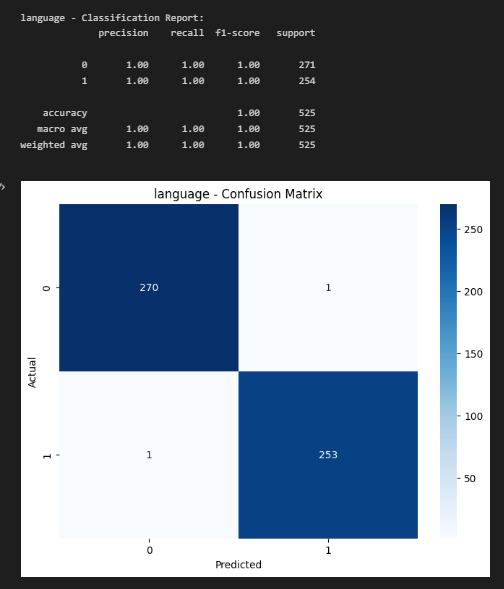 language - Classification Report:
precision recall f1-score support
0 1.00 1.00 1.00 271
1 1.00 1.00 1.00 254
accuracy 1.00 525
macro avg 1.00 1.00 1.00 525
weighted avg 1.00 1.00 1.00 525
language - Confusion Matrix
0
270
1
250
200
Actual
150
1
1
253
100
50
0
1
Predicted